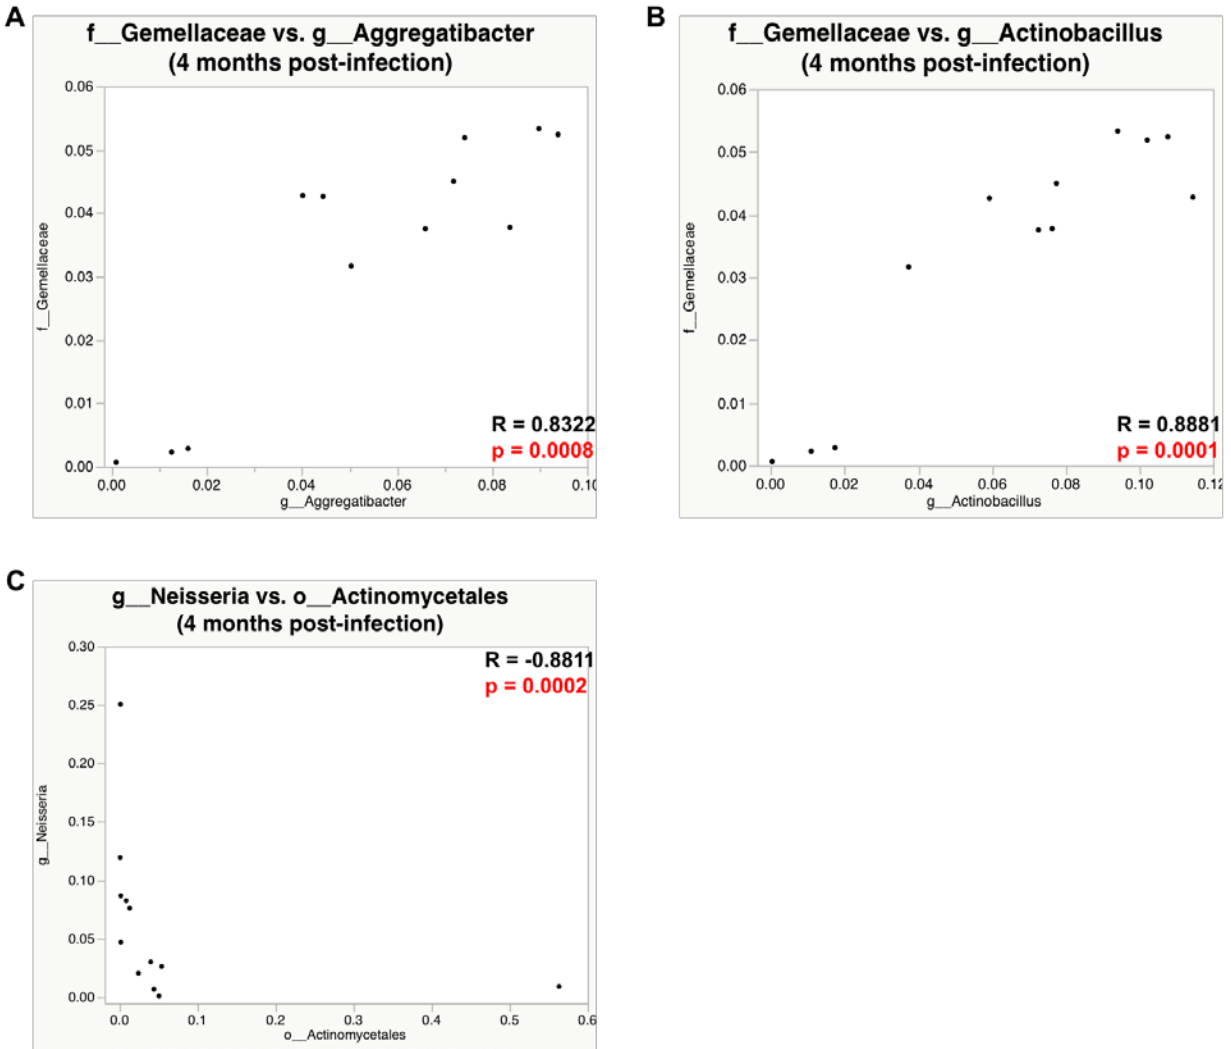 A
f__Gemellaceae vs. g__Aggregatibacter
(4 months post-infection)
0.06
0.05
0.04
0.03
0.02
0.01
0.00
f__Gemellaceae
R = 0.8322
p = 0.0008
0.00 0.02 0.04 0.06 0.08 0.10
g__Aggregatibacter
B
f__Gemellaceae vs. g__Actinobacillus
(4 months post-infection)
0.06
0.05
0.04
0.03
0.02
0.01
0.00
f__Gemellaceae
R = 0.8881
p = 0.0001
0.00 0.02 0.04 0.06 0.08 0.10 0.12
g__Actinobacillus
C
g__Neisseria vs. o__Actinomycetales
(4 months post-infection)
R = -0.8811
p = 0.0002
0.30
0.25
0.20
0.15
0.10
0.05
0.00
g__Neisseria
0.0 0.1 0.2 0.3 0.4 0.5 0.6
o__Actinomycetales